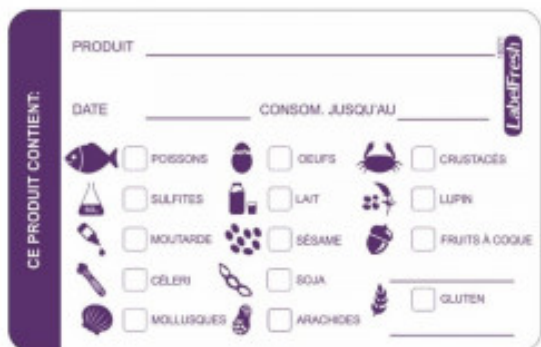 CE PRODUIT CONTIENT:
PRODUIT
LabelFresh
DATE CONSOM. JUSQU'AU
POISSONS OEUFS CRUSTACÉS
SULFITES LAIT LUPIN
MOUTARDE SÉSAME FRUITS À COQUE
CÉLERI SOJA
GLUTEN
MOLLUSQUES ARACHIDES